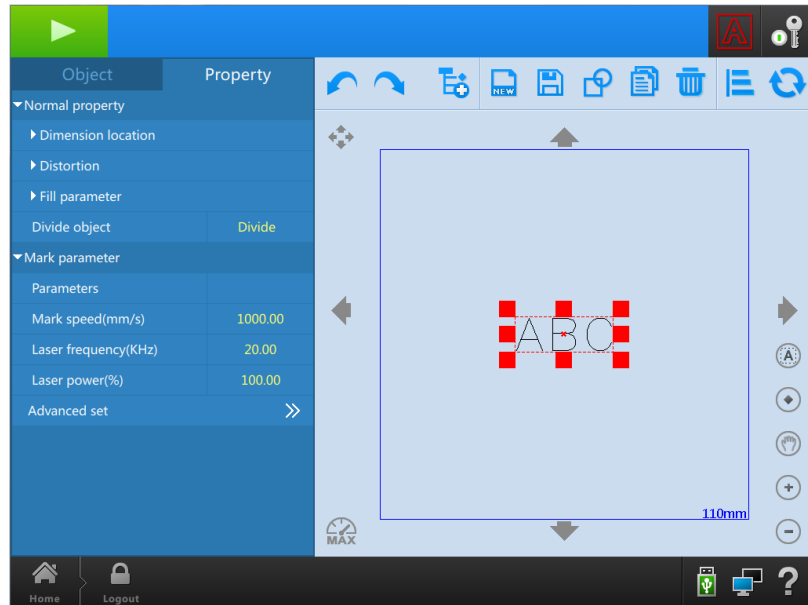 A
Object Property
Normal property
Dimension location
Distortion
Fill parameter
Divide object Divide
Mark parameter
Parameters
Mark speed(mm/s) 1000.00
Laser frequency(KHz) 20.00
Laser power(%) 100.00
Advanced set
NEW
ABC
A
110mm
MAX
Home Logout
?